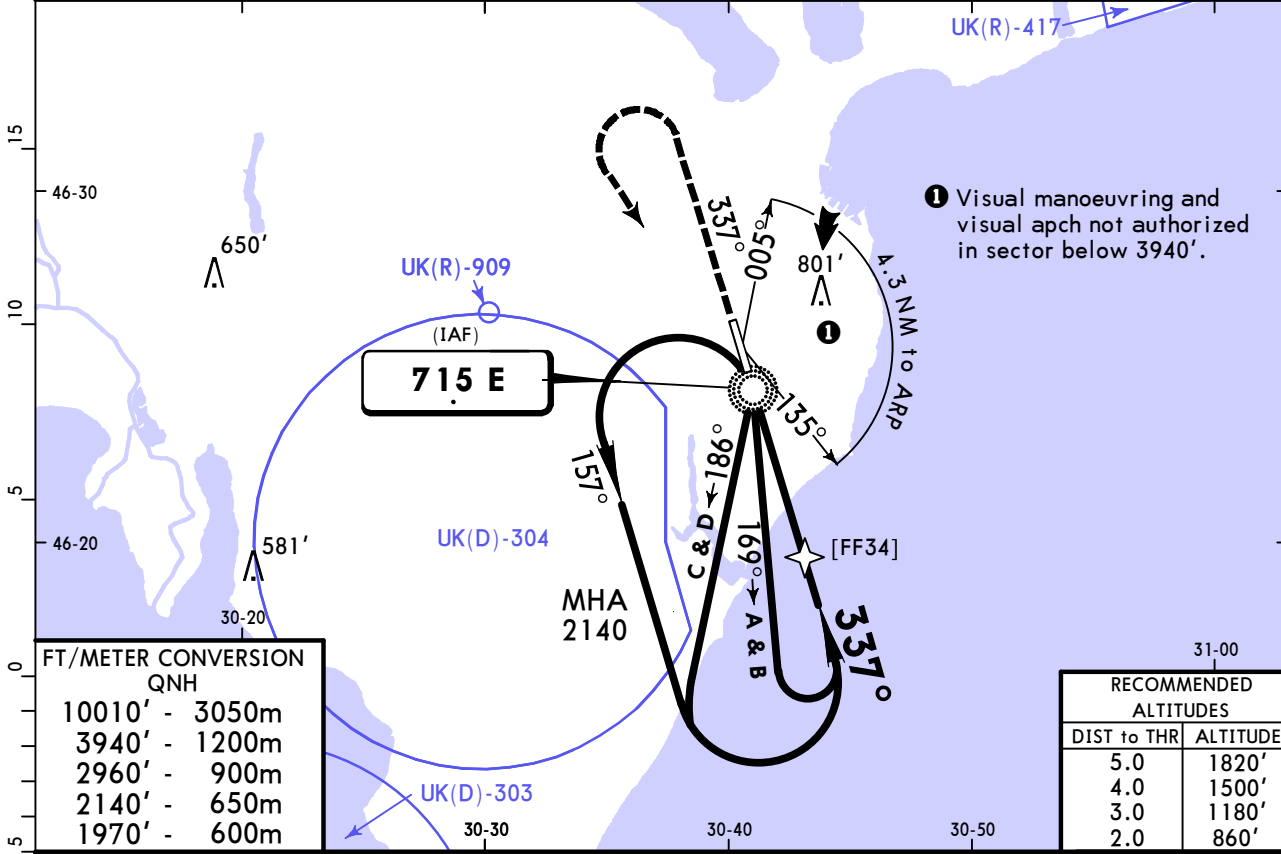 UK(R)-417
15
46-30
337°
005°
❶ Visual manoeuvring and
visual apch not authorized
in sector below 3940'.
650'
801'
4.3 NM to ARP
UK(R)-909
10
(IAF)
❶
715 E
.
135°
186°
157°
C & D
5
UK(D)-304
169°
[FF34]
46-20
581'
A & B
MHA
2140
337°
30-20
31-00
0
FT/METER CONVERSION
QNH
10010' - 3050m
3940' - 1200m
2960' - 900m
2140' - 650m
1970' - 600m
RECOMMENDED
ALTITUDES
DIST to THR ALTITUDE
5.0 1820'
4.0 1500'
3.0 1180'
2.0 860'
UK(D)-303
5
30-30
30-40
30-50